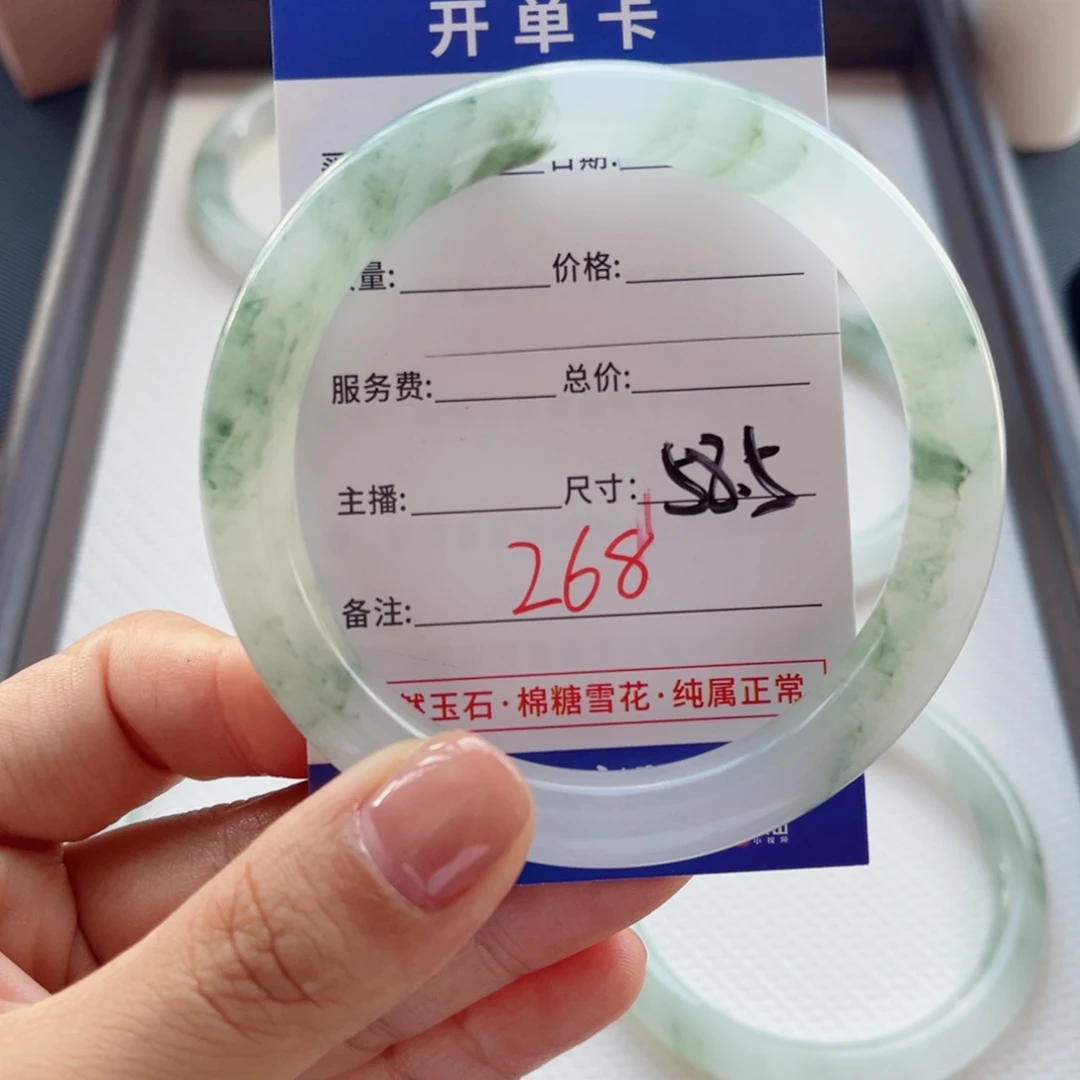 开单卡
日期:
量: 价格:
服务费: 总价:
主播: 尺寸: 58.5
268
备注:
然玉石·棉糖雪花·纯属正常